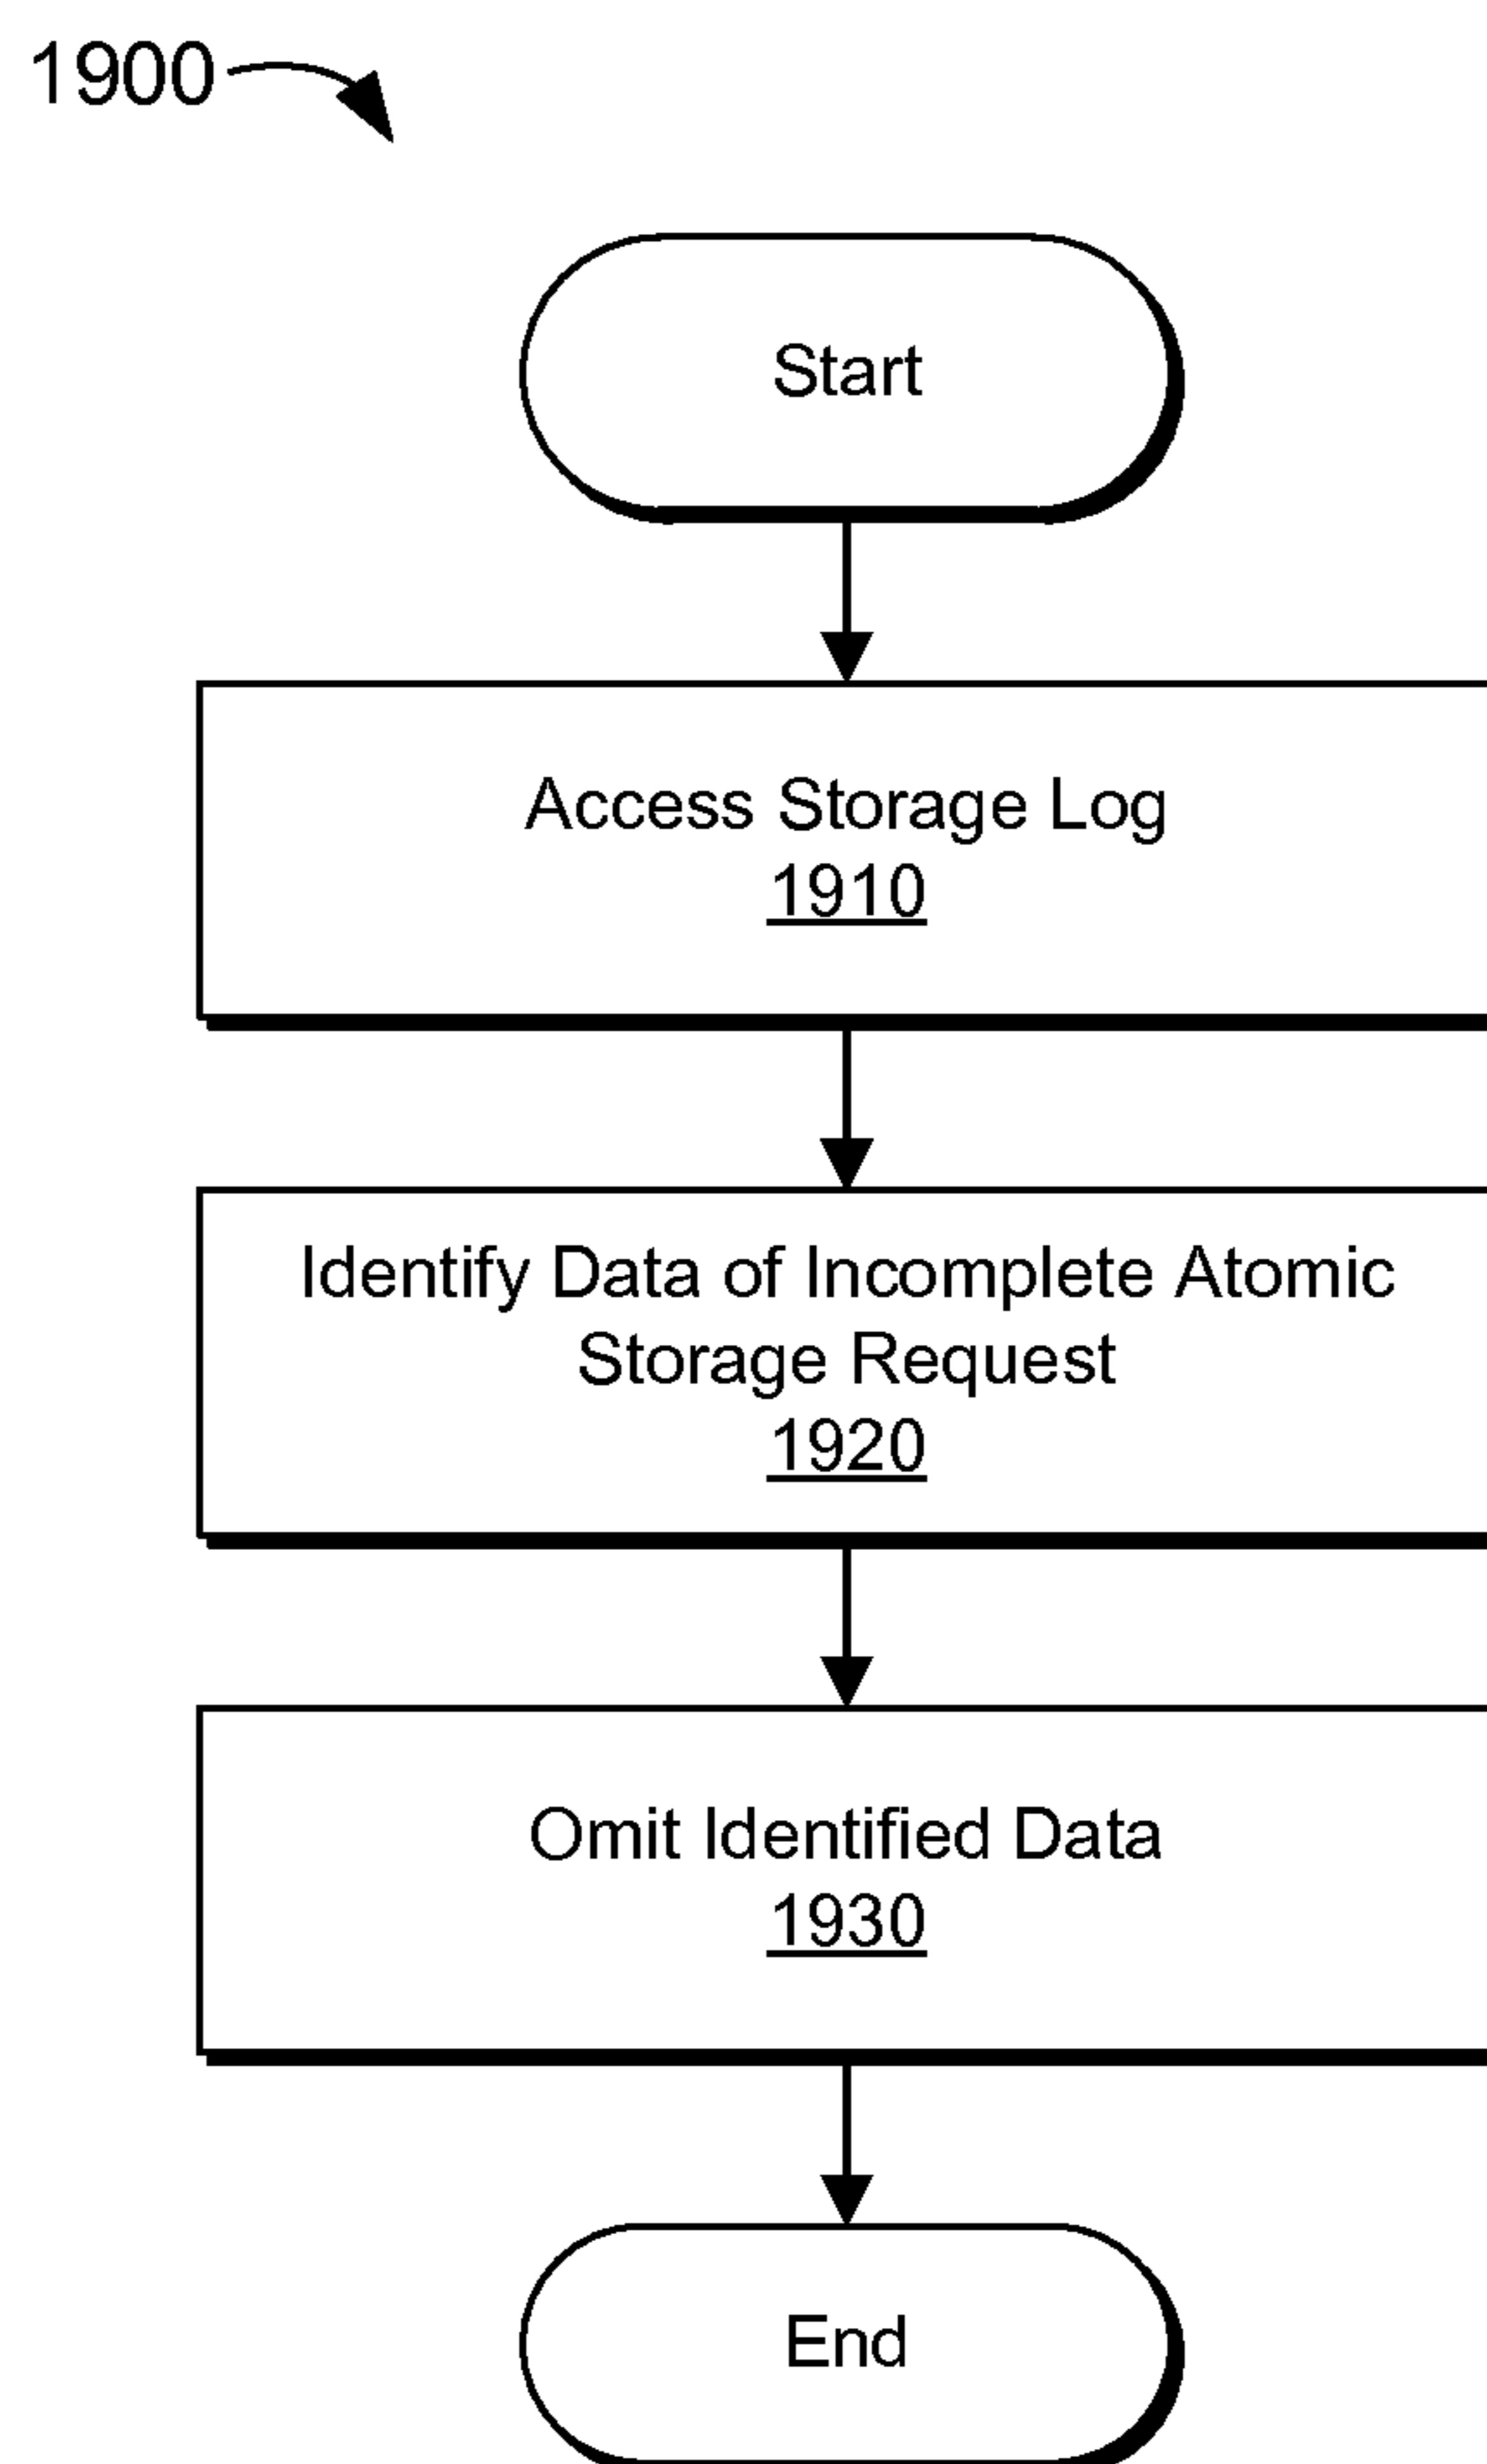 1900
Start
Access Storage Log
1910
Identify Data of Incomplete Atomic
Storage Request
1920
Omit Identified Data
1930
End